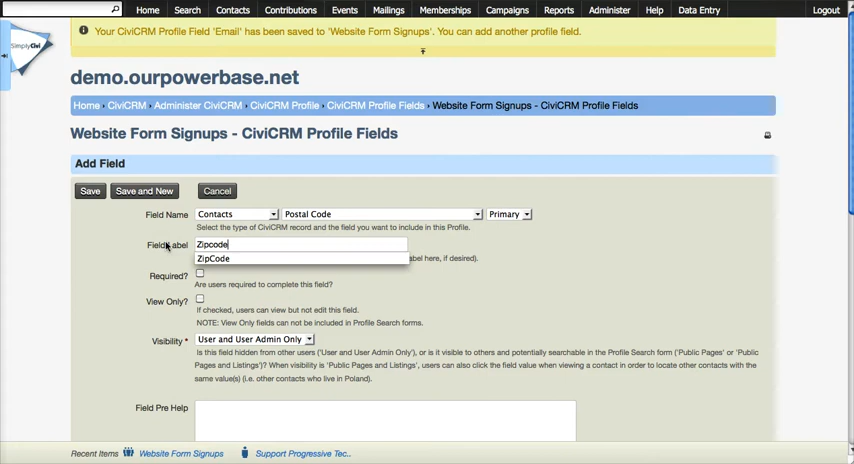 Home Search Contacts Contributions Events Mailings Memberships Campaigns Reports Administer Help Data Entry Logout
Your CiviCRM Profile Field 'Email' has been saved to 'Website Form Signups'. You can add another profile field.
SimplyCivi
demo.ourpowerbase.net
Home › CiviCRM › Administer CiviCRM › CiviCRM Profile › CiviCRM Profile Fields › Website Form Signups - CiviCRM Profile Fields
Website Form Signups - CiviCRM Profile Fields
Add Field
Save Save and New Cancel
Field Name Contacts Postal Code Primary
Select the type of CiviCRM record and the field you want to include in this Profile.
Field Label Zipcode
ZipCode abel here, if desired).
Required?
Are users required to complete this field?
View Only?
If checked, users can view but not edit this field.
NOTE: View Only fields can not be included in Profile Search forms.
Visibility * User and User Admin Only
Is this field hidden from other users ('User and User Admin Only'), or is it visible to others and potentially searchable in the Profile Search form ('Public Pages' or 'Public
Pages and Listings')? When visibility is 'Public Pages and Listings', users can also click the field value when viewing a contact in order to locate other contacts with the
same value(s) (i.e. other contacts who live in Poland).
Field Pre Help
Recent Items Website Form Signups Support Progressive Tec..